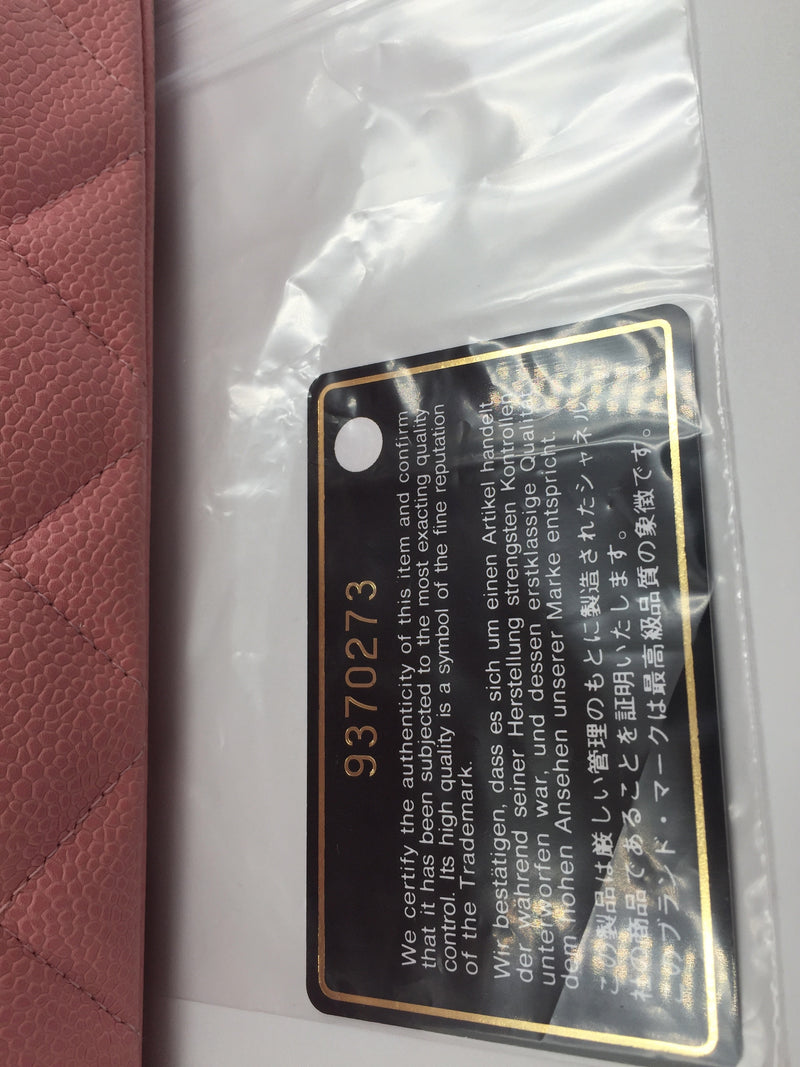 9370273
We certify the authenticity of this item and confirm
that it has been subjected to the most exacting quality
control. Its high quality is a symbol of the fine reputation
of the Trademark.
Wir bestätigen, dass es sich um einen Artikel handelt,
der während seiner Herstellung strengsten Kontrollen
unterworfen war, und dessen erstklassige Qualität
dem hohen Ansehen unserer Marke entspricht.
この製品は厳しい管理のもとに製造されたシャネル
社の商品であることを証明いたします。
このブランド・マークは最高級品質の象徴です。